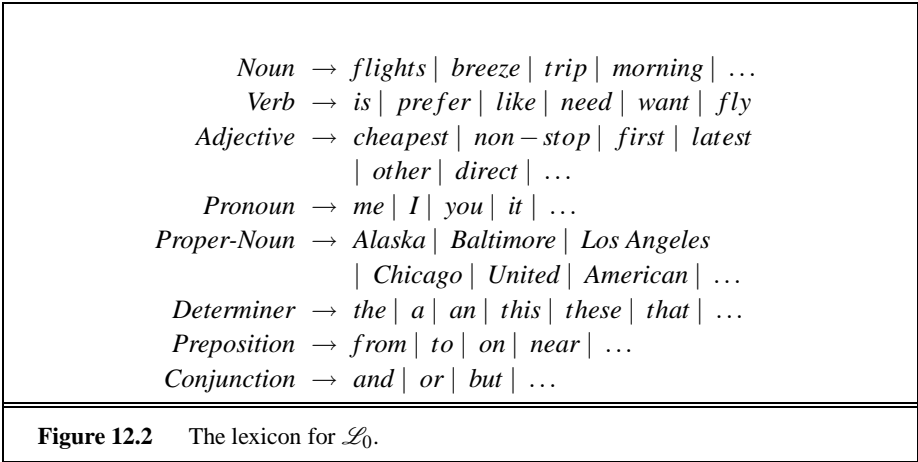 Noun → flights | breeze | trip | morning | ...
Verb → is | prefer | like | need | want | fly
Adjective → cheapest | non−stop | first | latest
| other | direct | ...
Pronoun → me | I | you | it | ...
Proper-Noun → Alaska | Baltimore | Los Angeles
| Chicago | United | American | ...
Determiner → the | a | an | this | these | that | ...
Preposition → from | to | on | near | ...
Conjunction → and | or | but | ...
Figure 12.2 The lexicon for ℒ₀.